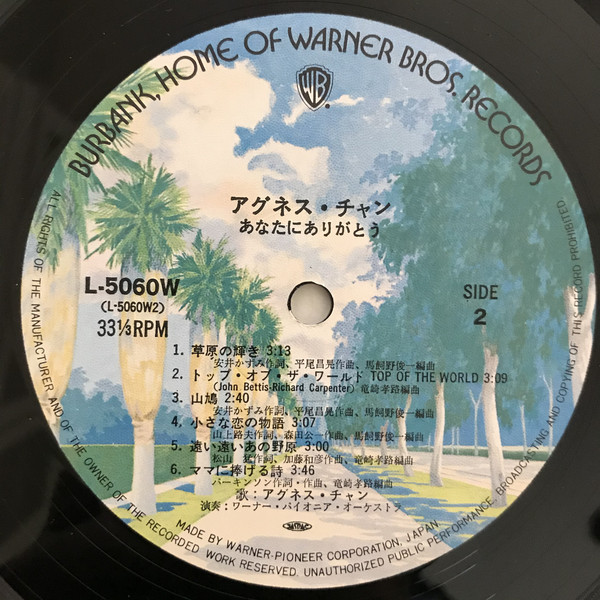 BURBANK, HOME OF WARNER BROS. RECORDS
WB
アグネス・チャン
あなたにありがとう
L-5060W
(L-5060W2)
33⅓RPM
SIDE
2
1. 草原の輝き 3:13
安井かずみ作詞、平尾昌晃作曲、馬飼野俊一編曲
2. トップ・オブ・ザ・ワールド TOP OF THE WORLD 3:09
(John Bettis-Richard Carpenter) 竜崎孝路編曲
3. 山鳩 2:40
安井かずみ作詞、平尾昌晃作曲、馬飼野俊一編曲
4. 小さな恋の物語 3:07
山上路夫作詞、森田公一作曲、馬飼野俊一編曲
5. 遠い遠いあの野原 3:00
松山 猛作詞、加藤和彦作曲、竜崎孝路編曲
6. ママに捧げる詩 3:46
パーキンソン作詞・作曲、竜崎孝路編曲
歌:アグネス・チャン
演奏:ワーナー・パイオニア・オーケストラ
MADE BY WARNER-PIONEER CORPORATION, JAPAN
ALL RIGHTS OF THE MANUFACTURER AND OF THE OWNER OF THE RECORDED WORK RESERVED. UNAUTHORIZED PUBLIC PERFORMANCE, BROADCASTING AND COPYING OF THIS RECORD PROHIBITED